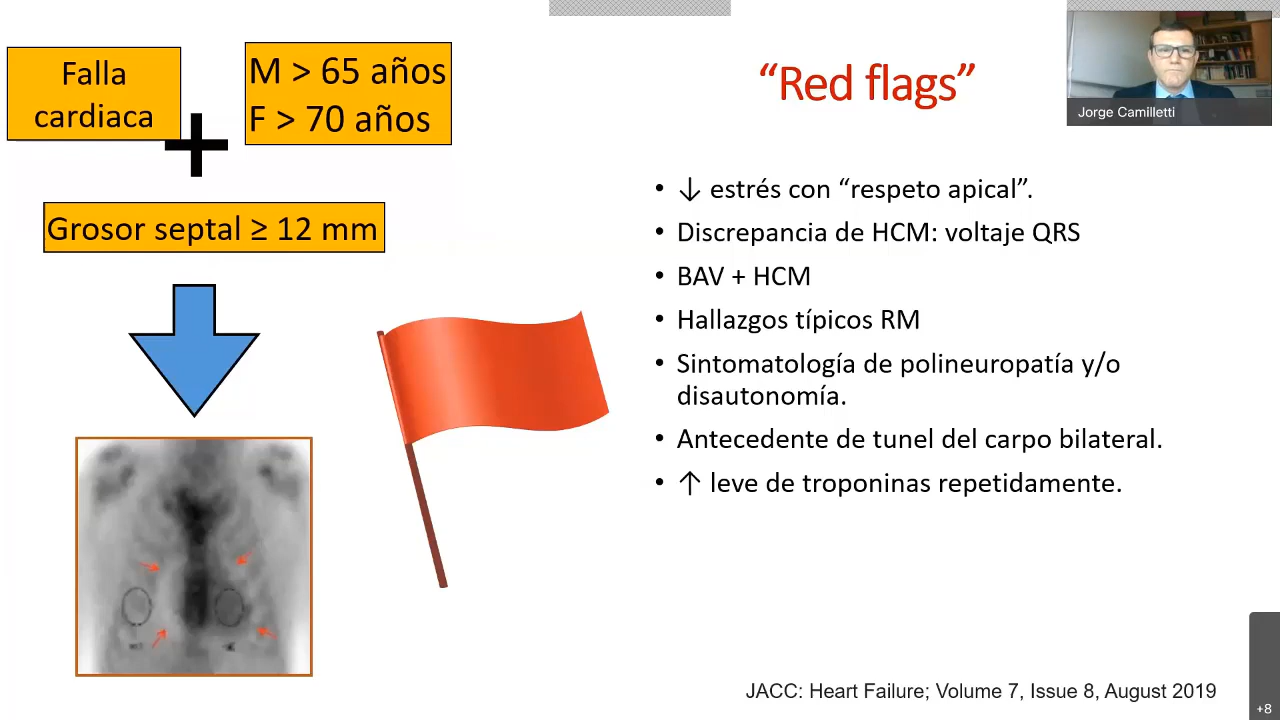 Falla
cardiaca
M > 65 años
F > 70 años
Grosor septal ≥ 12 mm
“Red flags”
Jorge Camilletti
• ↓ estrés con “respeto apical”.
• Discrepancia de HCM: voltaje QRS
• BAV + HCM
• Hallazgos típicos RM
• Sintomatología de polineuropatía y/o
disautonomía.
• Antecedente de tunel del carpo bilateral.
• ↑ leve de troponinas repetidamente.
JACC: Heart Failure; Volume 7, Issue 8, August 2019
+8